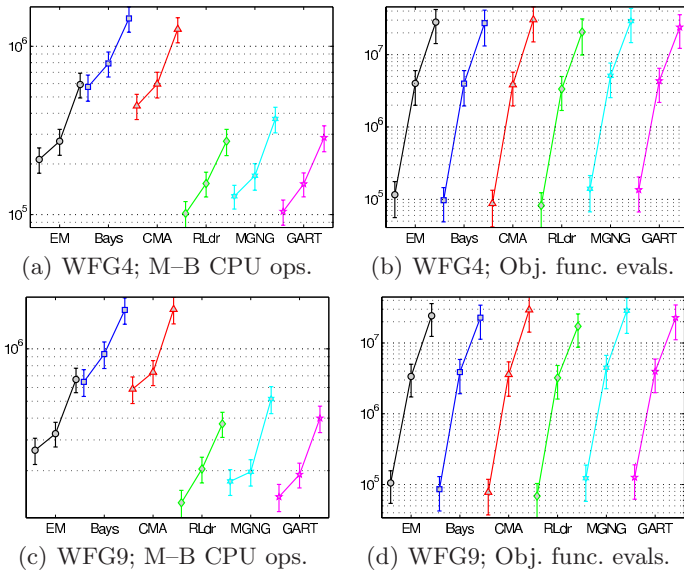 10^6
10^5
EM Bays CMA RLdr MGNG GART
(a) WFG4; M–B CPU ops.
10^7
10^6
10^5
EM Bays CMA RLdr MGNG GART
(b) WFG4; Obj. func. evals.
10^6
EM Bays CMA RLdr MGNG GART
(c) WFG9; M–B CPU ops.
10^7
10^6
10^5
EM Bays CMA RLdr MGNG GART
(d) WFG9; Obj. func. evals.